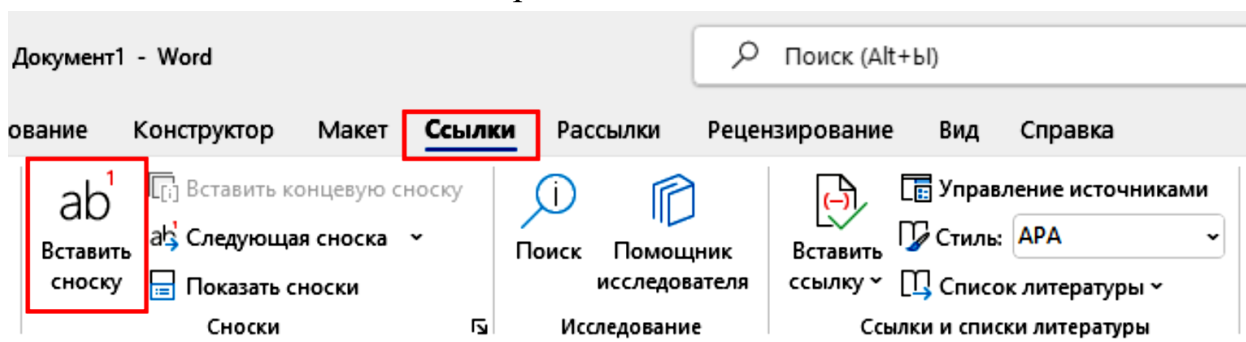 Документ1 - Word
Поиск (Alt+Ы)
ование Конструктор Макет Ссылки Рассылки Рецензирование Вид Справка
ab1 Вставить концевую сноску Управление источниками
ab Следующая сноска Стиль: APA
Вставить сноску Показать сноски Поиск Помощник исследователя Вставить ссылку Список литературы
Сноски Исследование Ссылки и списки литературы